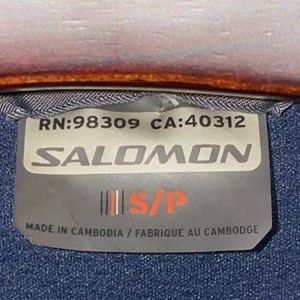 RN:98309 CA:40312
SALOMON
S/P
MADE IN CAMBODIA / FABRIQUE AU CAMBODGE